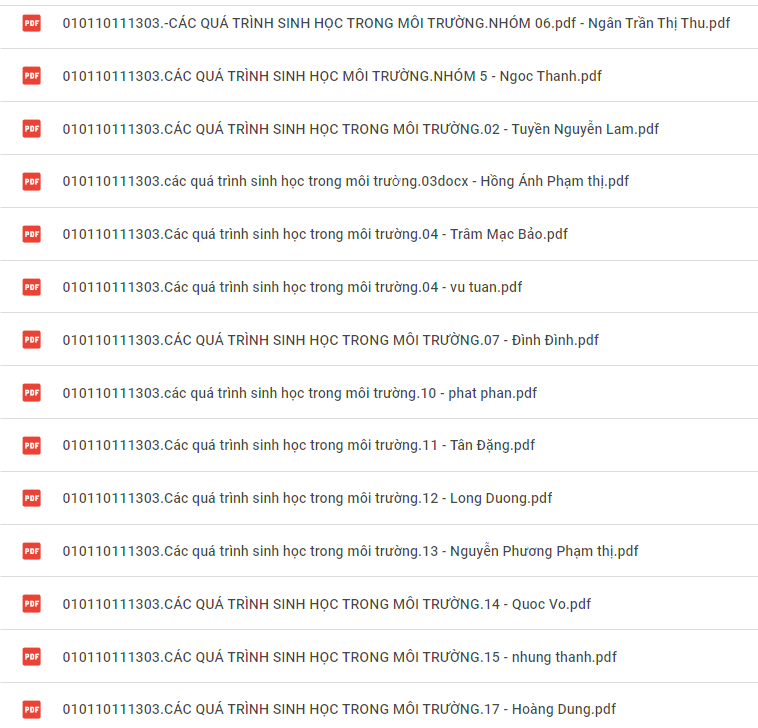 PDF 010110111303.-CÁC QUÁ TRÌNH SINH HỌC TRONG MÔI TRƯỜNG.NHÓM 06.pdf - Ngân Trần Thị Thu.pdf
PDF 010110111303.CÁC QUÁ TRÌNH SINH HỌC MÔI TRƯỜNG.NHÓM 5 - Ngoc Thanh.pdf
PDF 010110111303.CÁC QUÁ TRÌNH SINH HỌC TRONG MÔI TRƯỜNG.02 - Tuyền Nguyễn Lam.pdf
PDF 010110111303.các quá trình sinh học trong môi trường.03docx - Hồng Ánh Phạm thị.pdf
PDF 010110111303.Các quá trình sinh học trong môi trường.04 - Trâm Mạc Bảo.pdf
PDF 010110111303.Các quá trình sinh học trong môi trường.04 - vu tuan.pdf
PDF 010110111303.CÁC QUÁ TRÌNH SINH HỌC TRONG MÔI TRƯỜNG.07 - Đình Đình.pdf
PDF 010110111303.các quá trình sinh học trong môi trường.10 - phat phan.pdf
PDF 010110111303.Các quá trình sinh học trong môi trường.11 - Tân Đặng.pdf
PDF 010110111303.Các quá trình sinh học trong môi trường.12 - Long Duong.pdf
PDF 010110111303.Các quá trình sinh học trong môi trường.13 - Nguyễn Phương Phạm thị.pdf
PDF 010110111303.CÁC QUÁ TRÌNH SINH HỌC TRONG MÔI TRƯỜNG.14 - Quoc Vo.pdf
PDF 010110111303.CÁC QUÁ TRÌNH SINH HỌC TRONG MÔI TRƯỜNG.15 - nhung thanh.pdf
PDF 010110111303.CÁC QUÁ TRÌNH SINH HỌC TRONG MÔI TRƯỜNG.17 - Hoàng Dung.pdf